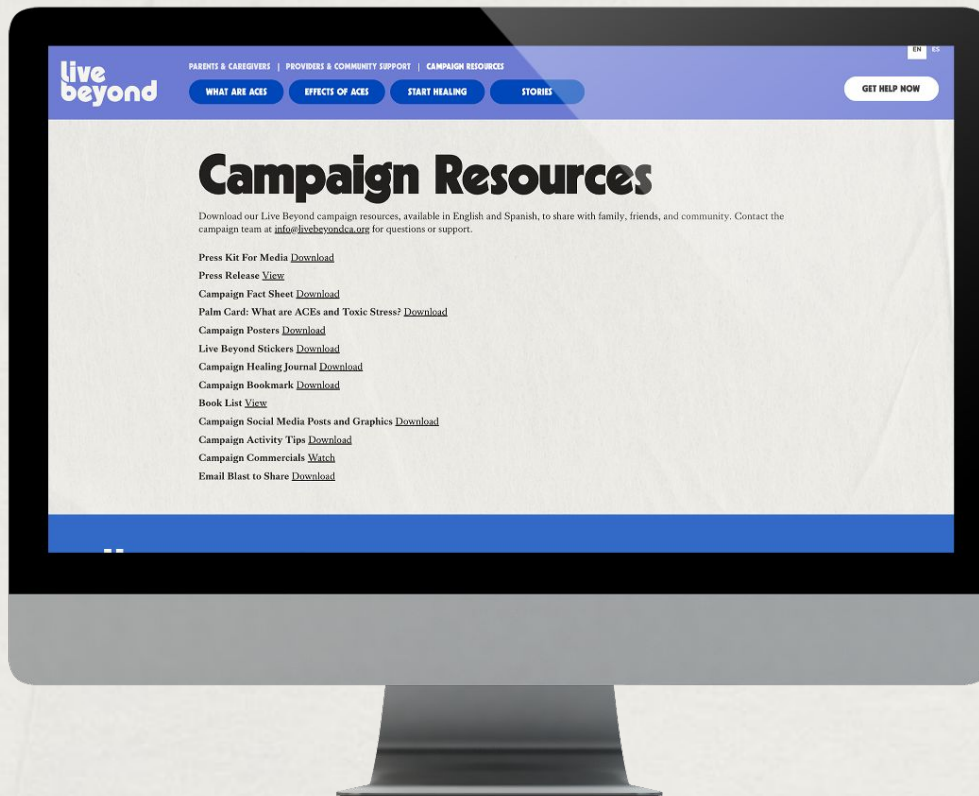 EN ES
live
beyond
PARENTS & CAREGIVERS | PROVIDERS & COMMUNITY SUPPORT | CAMPAIGN RESOURCES
WHAT ARE ACES EFFECTS OF ACES START HEALING STORIES
GET HELP NOW
Campaign Resources
Download our Live Beyond campaign resources, available in English and Spanish, to share with family, friends, and community. Contact the
campaign team at info@livebeyondca.org for questions or support.
Press Kit For Media Download
Press Release View
Campaign Fact Sheet Download
Palm Card: What are ACEs and Toxic Stress? Download
Campaign Posters Download
Live Beyond Stickers Download
Campaign Healing Journal Download
Campaign Bookmark Download
Book List View
Campaign Social Media Posts and Graphics Download
Campaign Activity Tips Download
Campaign Commercials Watch
Email Blast to Share Download